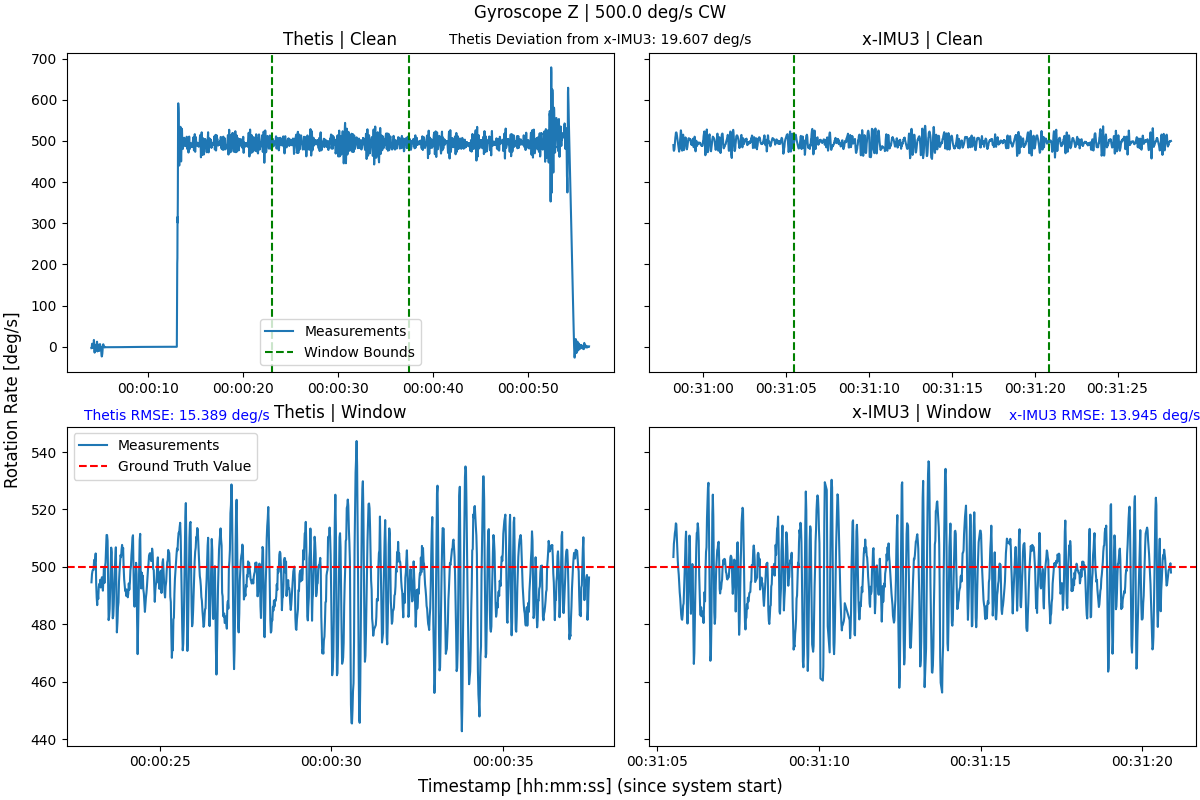 Gyroscope Z | 500.0 deg/s CW
Thetis | Clean
Thetis Deviation from x-IMU3: 19.607 deg/s
x-IMU3 | Clean
700
600
500
400
300
200
100
0
Measurements
Window Bounds
00:00:10
00:00:20
00:00:30
00:00:40
00:00:50
00:31:00
00:31:05
00:31:10
00:31:15
00:31:20
00:31:25
Rotation Rate [deg/s]
Thetis RMSE: 15.389 deg/s
Thetis | Window
x-IMU3 | Window
x-IMU3 RMSE: 13.945 deg/s
Measurements
Ground Truth Value
540
520
500
480
460
440
00:00:25
00:00:30
00:00:35
00:31:05
00:31:10
00:31:15
00:31:20
Timestamp [hh:mm:ss] (since system start)